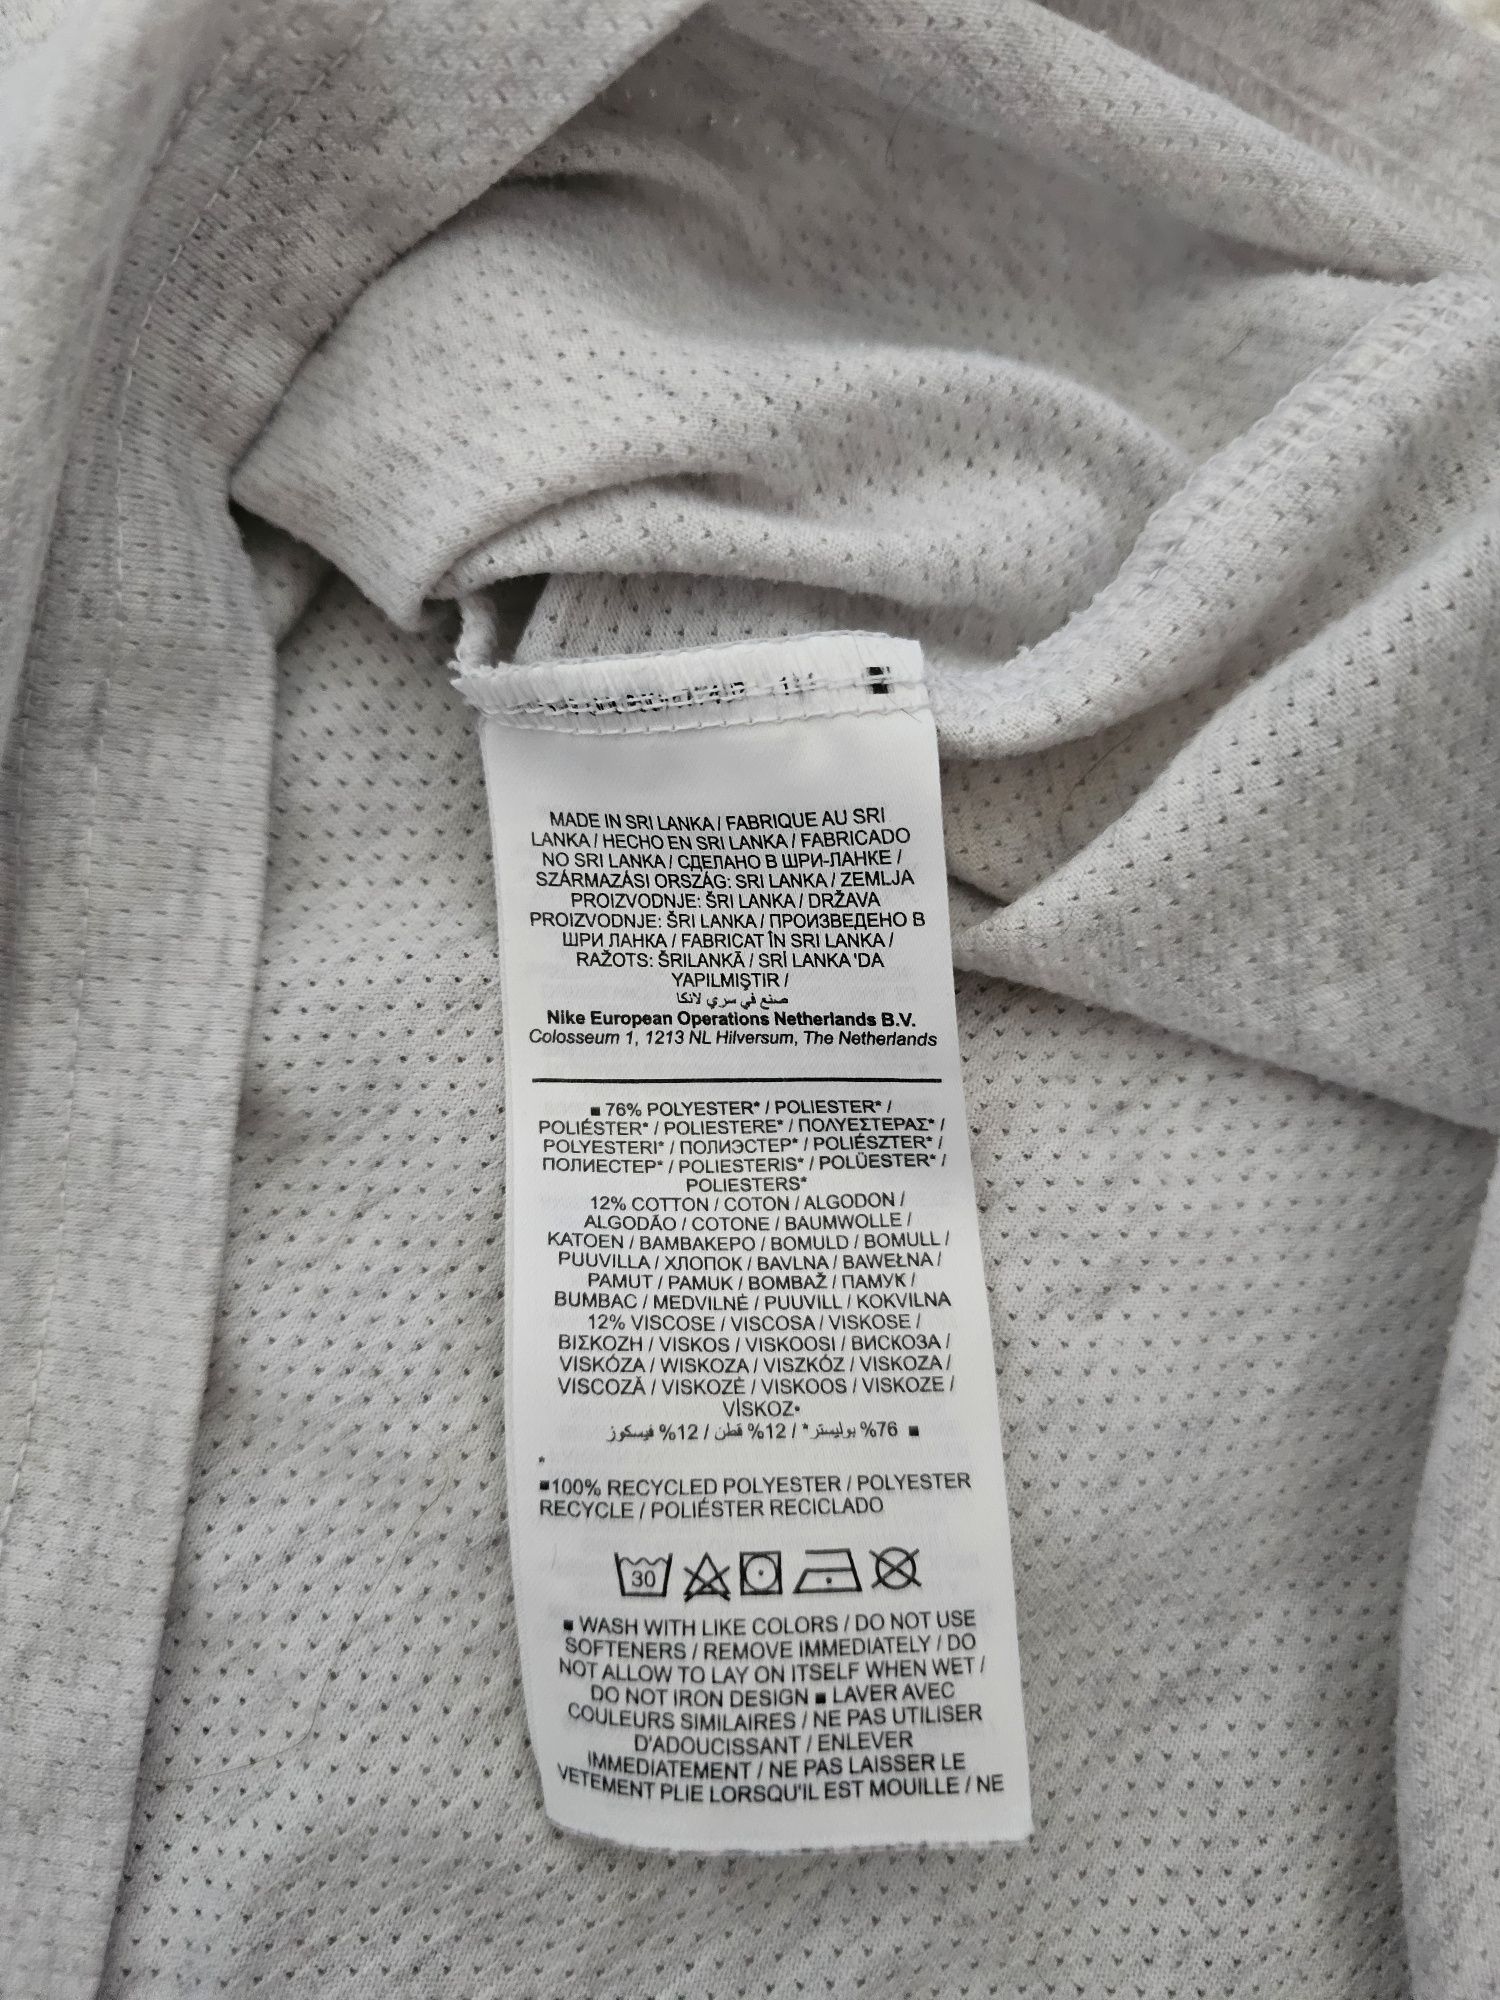 MADE IN SRI LANKA / FABRIQUE AU SRI
LANKA / HECHO EN SRI LANKA / FABRICADO
NO SRI LANKA / СДЕЛАНО В ШРИ-ЛАНКЕ /
SZÁRMAZÁSI ORSZÁG: SRI LANKA / ZEMLJA
PROIZVODNJE: ŠRI LANKA / DRŽAVA
PROIZVODNJE: ŠRI LANKA / ПРОИЗВЕДЕНО В
ШРИ ЛАНКА / FABRICAT ÎN SRI LANKA /
RAŽOTS: ŠRILANKĀ / SRİ LANKA 'DA
YAPILMIŞTIR /
صنع في سري لانكا
Nike European Operations Netherlands B.V.
Colosseum 1, 1213 NL Hilversum, The Netherlands
■ 76% POLYESTER* / POLIESTER* /
POLIÉSTER* / POLIESTERE* / ΠΟΛΥΕΣΤΕΡΑΣ* /
POLYESTERI* / ПОЛИЭСТЕР* / POLIÉSZTER* /
ПОЛИЕСТЕР* / POLIESTERIS* / POLÜESTER* /
POLIESTERS*
12% COTTON / COTON / ALGODON /
ALGODÃO / COTONE / BAUMWOLLE /
KATOEN / ΒΑΜΒΑΚΕΡΟ / BOMULD / BOMULL /
PUUVILLA / ХЛОПОК / BAVLNA / BAWEŁNA /
PAMUT / PAMUK / BOMBAŽ / ПАМУК /
BUMBAC / MEDVILNĖ / PUUVILL / KOKVILNA
12% VISCOSE / VISCOSA / VISKOSE /
ΒΙΣΚΟΖΗ / VISKOS / VISKOOSI / ВИСКОЗА /
VISKÓZA / WISKOZA / VISZKÓZ / VISKOZA /
VISCOZĂ / VISKOZĖ / VISKOOS / VISKOZE /
VİSKOZ•
■ 76% بوليستر* / 12% قطن / 12% فيسكوز
*
■100% RECYCLED POLYESTER / POLYESTER
RECYCLE / POLIÉSTER RECICLADO
30
■ WASH WITH LIKE COLORS / DO NOT USE
SOFTENERS / REMOVE IMMEDIATELY / DO
NOT ALLOW TO LAY ON ITSELF WHEN WET /
DO NOT IRON DESIGN ■ LAVER AVEC
COULEURS SIMILAIRES / NE PAS UTILISER
D'ADOUCISSANT / ENLEVER
IMMEDIATEMENT / NE PAS LAISSER LE
VETEMENT PLIE LORSQU'IL EST MOUILLE / NE